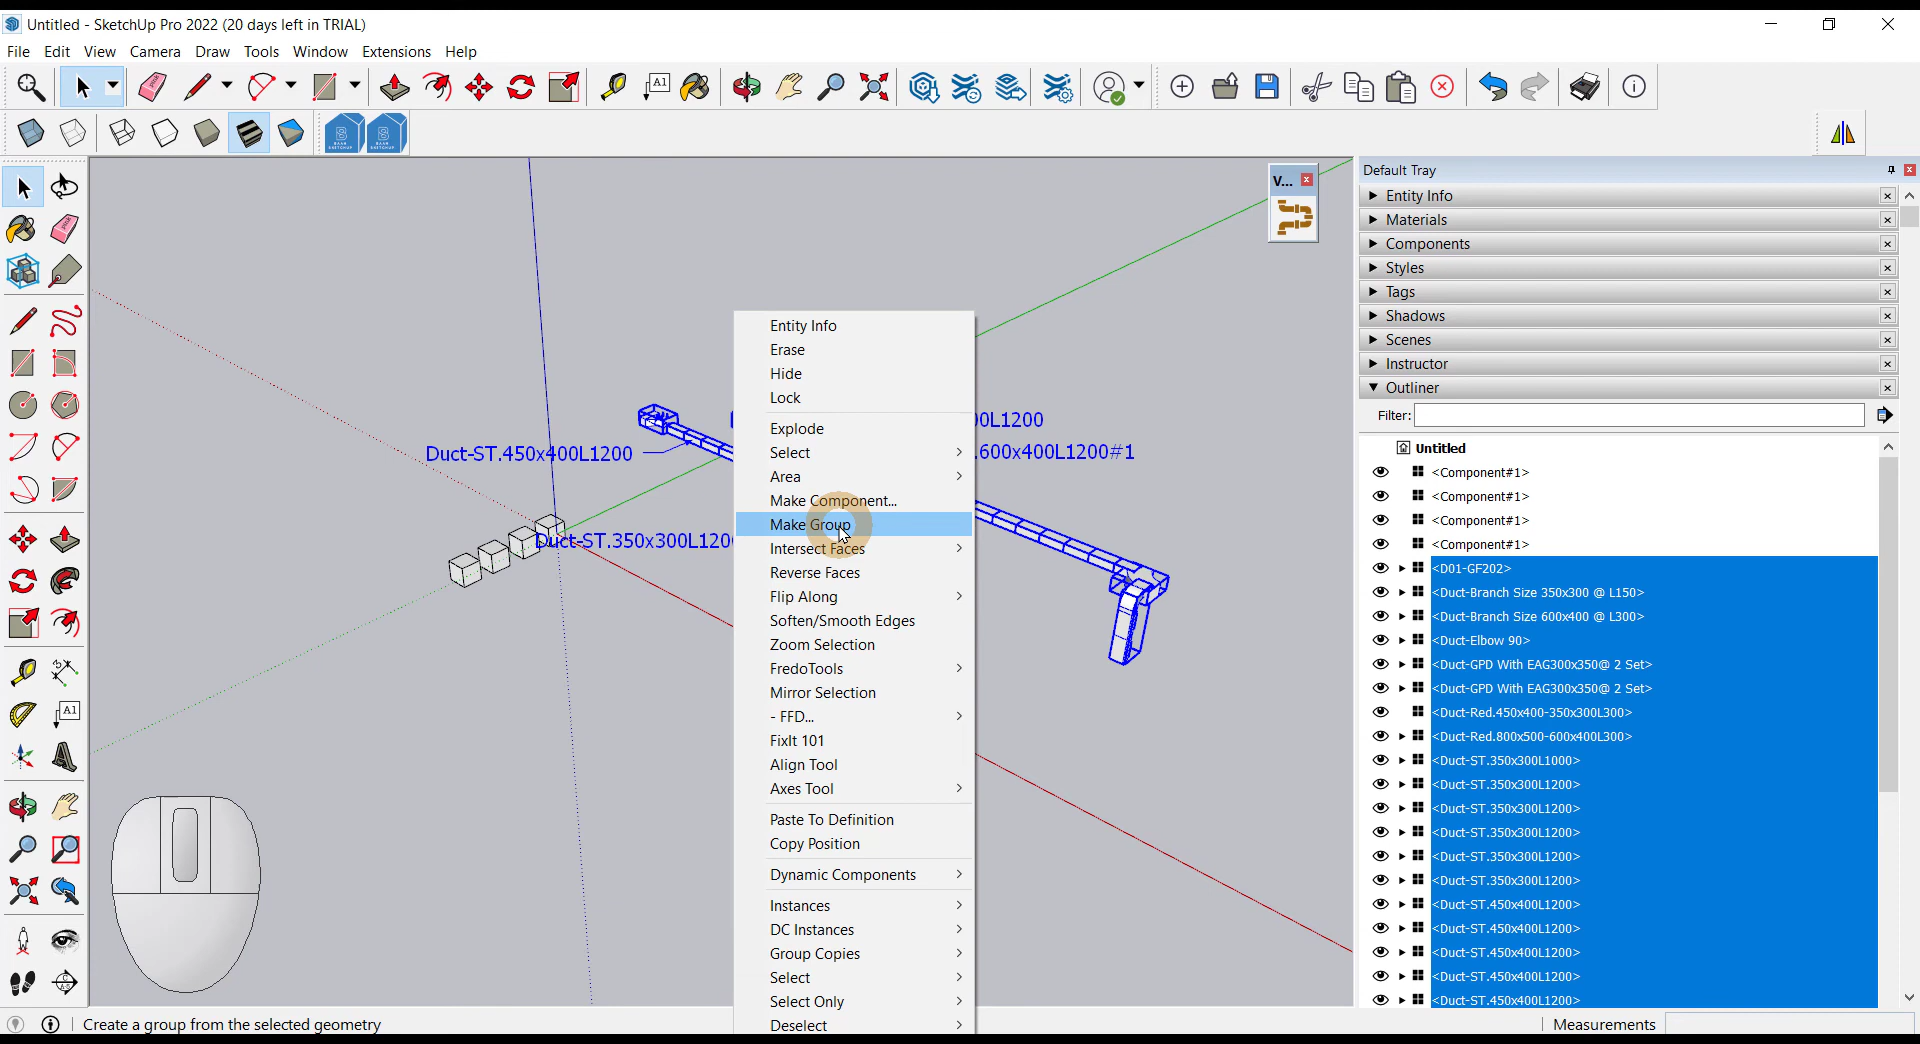 Untitled - SketchUp Pro 2022 (20 days left in TRIAL)
File Edit View Camera Draw Tools Window Extensions Help
A1
Default Tray
Entity Info
Materials
Components
Styles
Tags
Shadows
Scenes
Instructor
Outliner
Filter:
Untitled
<Component#1>
<Component#1>
<Component#1>
<Component#1>
<D01-GF202>
<Duct-Branch Size 350x300 @ L150>
<Duct-Branch Size 600x400 @ L300>
<Duct-Elbow 90>
<Duct-GPD With EAG300x350@ 2 Set>
<Duct-GPD With EAG300x350@ 2 Set>
<Duct-Red.450x400-350x300L300>
<Duct-Red.800x500-600x400L300>
<Duct-ST.350x300L1000>
<Duct-ST.350x300L1200>
<Duct-ST.350x300L1200>
<Duct-ST.350x300L1200>
<Duct-ST.350x300L1200>
<Duct-ST.350x300L1200>
<Duct-ST.450x400L1200>
<Duct-ST.450x400L1200>
<Duct-ST.450x400L1200>
<Duct-ST.450x400L1200>
<Duct-ST.450x400L1200>
V...
Duct-ST.450x400L1200
0L1200
.600x400L1200#1
Duct-ST.350x300L120
Entity Info
Erase
Hide
Lock
Explode
Select
Area
Make Component...
Make Group
Intersect Faces
Reverse Faces
Flip Along
Soften/Smooth Edges
Zoom Selection
FredoTools
Mirror Selection
- FFD...
FixIt 101
Align Tool
Axes Tool
Paste To Definition
Copy Position
Dynamic Components
Instances
DC Instances
Group Copies
Select
Select Only
Deselect
A1
Create a group from the selected geometry
Measurements